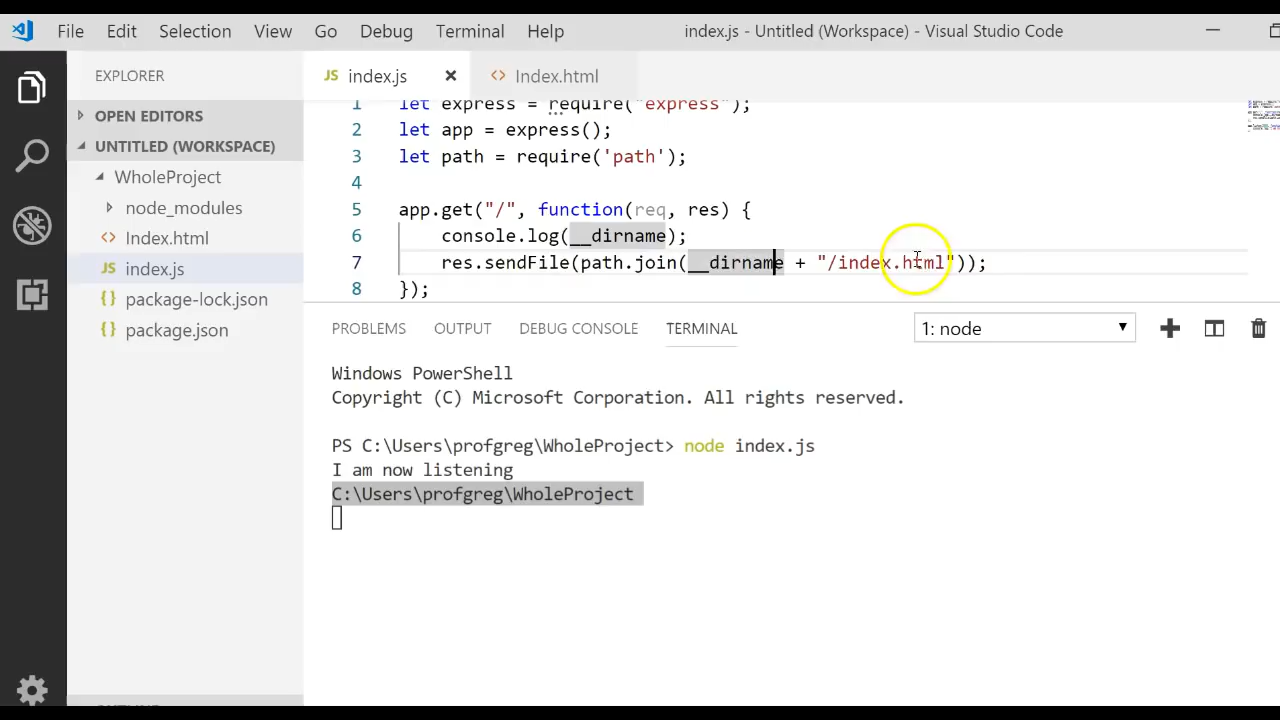 File Edit Selection View Go Debug Terminal Help index.js - Untitled (Workspace) - Visual Studio Code
EXPLORER
JS index.js × <> Index.html
OPEN EDITORS
UNTITLED (WORKSPACE)
WholeProject
node_modules
<> Index.html
JS index.js
{} package-lock.json
{} package.json
1 let express = require("express");
2 let app = express();
3 let path = require('path');
4
5 app.get("/", function(req, res) {
6 console.log(__dirname);
7 res.sendFile(path.join(__dirname + "/index.html"));
8 });
PROBLEMS OUTPUT DEBUG CONSOLE TERMINAL 1: node
Windows PowerShell
Copyright (C) Microsoft Corporation. All rights reserved.
PS C:\Users\profgreg\WholeProject> node index.js
I am now listening
C:\Users\profgreg\WholeProject